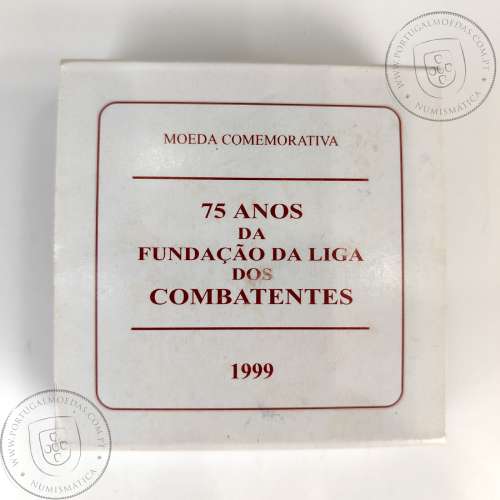 MOEDA COMEMORATIVA
75 ANOS
DA
FUNDAÇÃO DA LIGA
DOS
COMBATENTES
1999
WWW.PORTUGALMOEDAS.COM.PT
NUMISMÁTICA
WWW.PORTUGALMOEDAS.COM.PT
NUMISMÁTICA